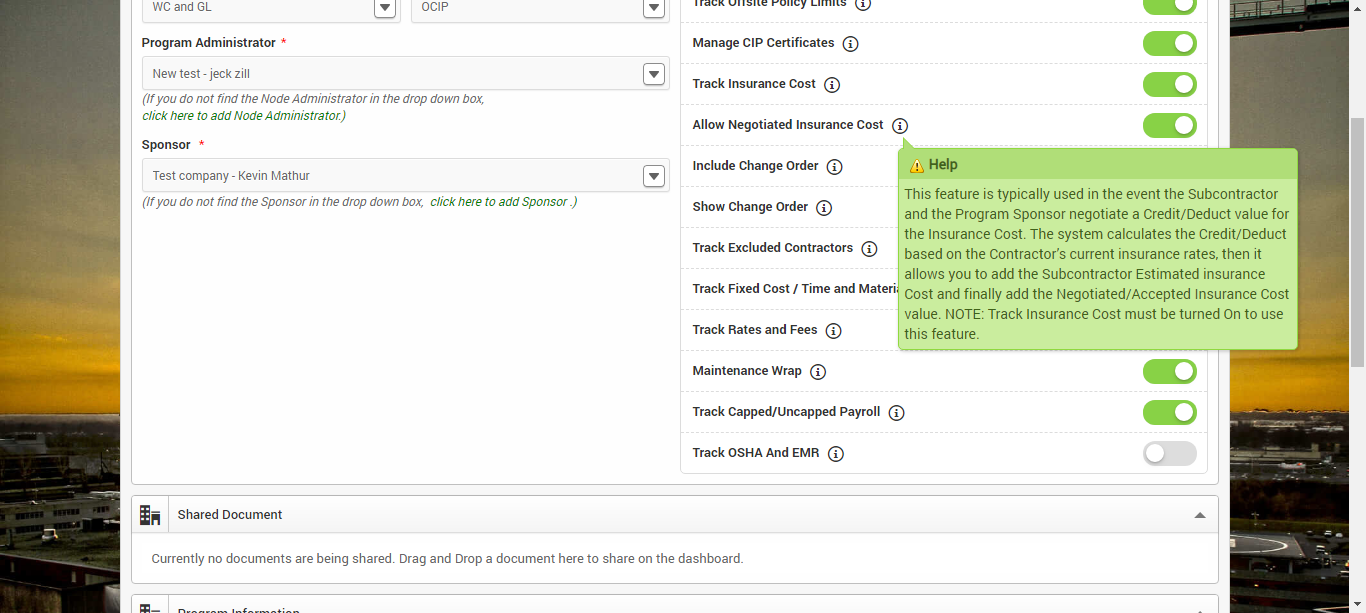 WC and GL
OCIP
Program Administrator *
New test - jeck zill
(If you do not find the Node Administrator in the drop down box,
click here to add Node Administrator.)
Sponsor *
Test company - Kevin Mathur
(If you do not find the Sponsor in the drop down box, click here to add Sponsor .)
Track Offsite Policy Limits
Manage CIP Certificates
Track Insurance Cost
Allow Negotiated Insurance Cost
Include Change Order
Show Change Order
Track Excluded Contractors
Track Fixed Cost / Time and Materia
Track Rates and Fees
Maintenance Wrap
Track Capped/Uncapped Payroll
Track OSHA And EMR
Help
This feature is typically used in the event the Subcontractor
and the Program Sponsor negotiate a Credit/Deduct value for
the Insurance Cost. The system calculates the Credit/Deduct
based on the Contractor's current insurance rates, then it
allows you to add the Subcontractor Estimated insurance
Cost and finally add the Negotiated/Accepted Insurance Cost
value. NOTE: Track Insurance Cost must be turned On to use
this feature.
Shared Document
Currently no documents are being shared. Drag and Drop a document here to share on the dashboard.
Program Information